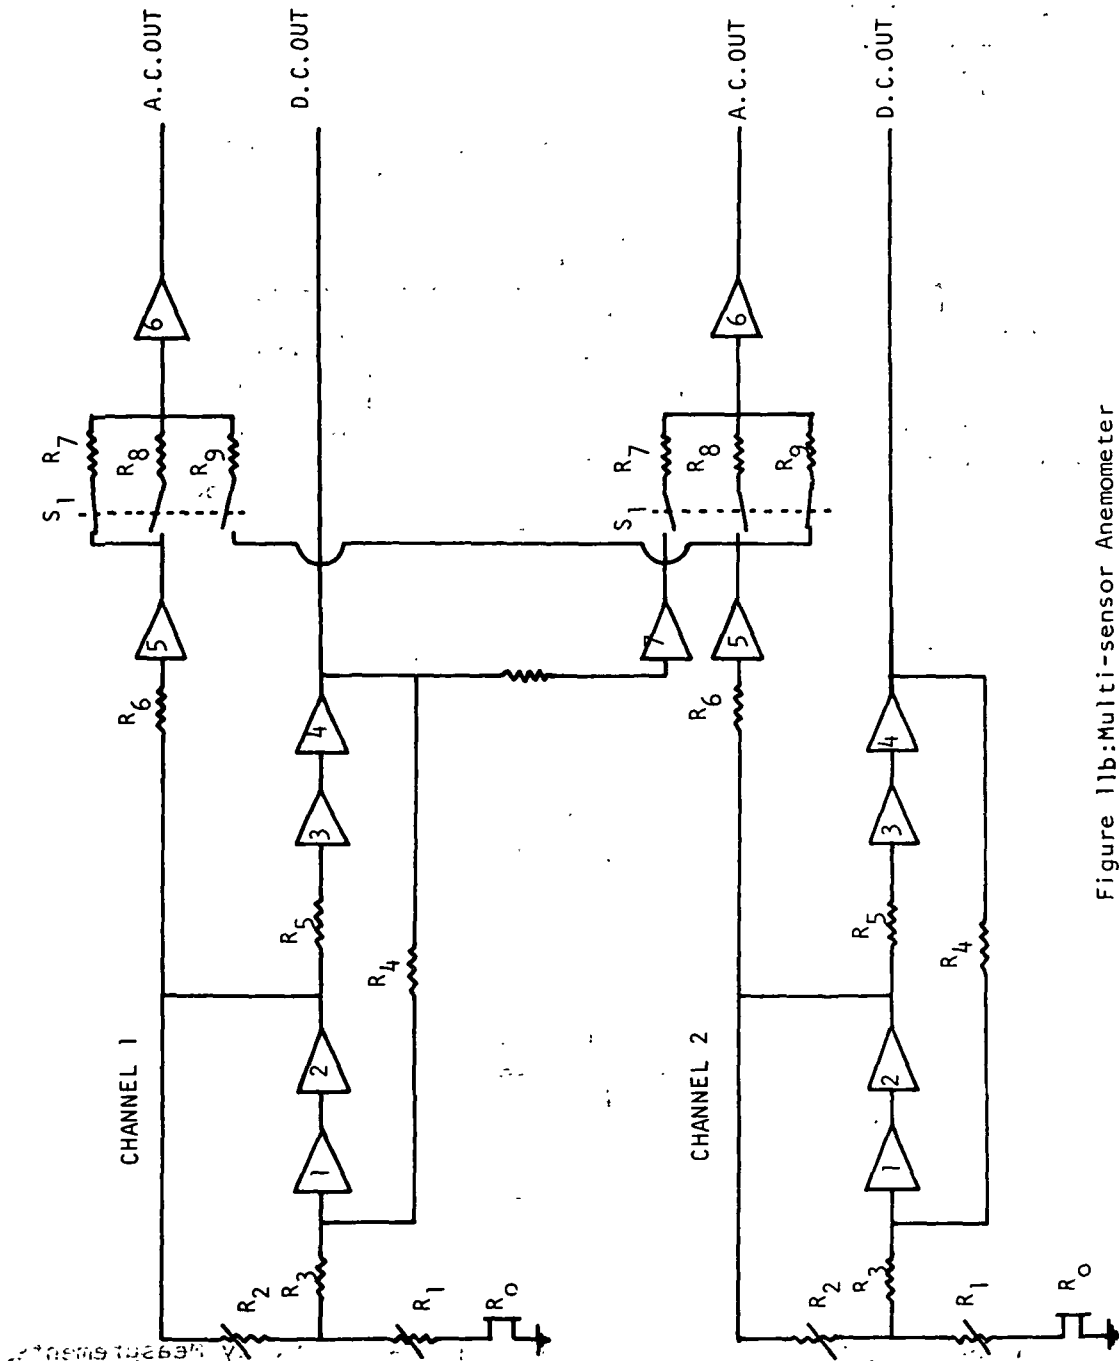 CHANNEL 1
R2
R3
R1
R0
1
2
R4
R5
3
4
R6
5
S1
R7
R8
R9
6
A.C.OUT
D.C.OUT
CHANNEL 2
R2
R3
R1
R0
1
2
R4
R5
3
4
R6
7
5
S1
R7
R8
R9
6
A.C.OUT
D.C.OUT
Figure 11b:Multi-sensor Anemometer